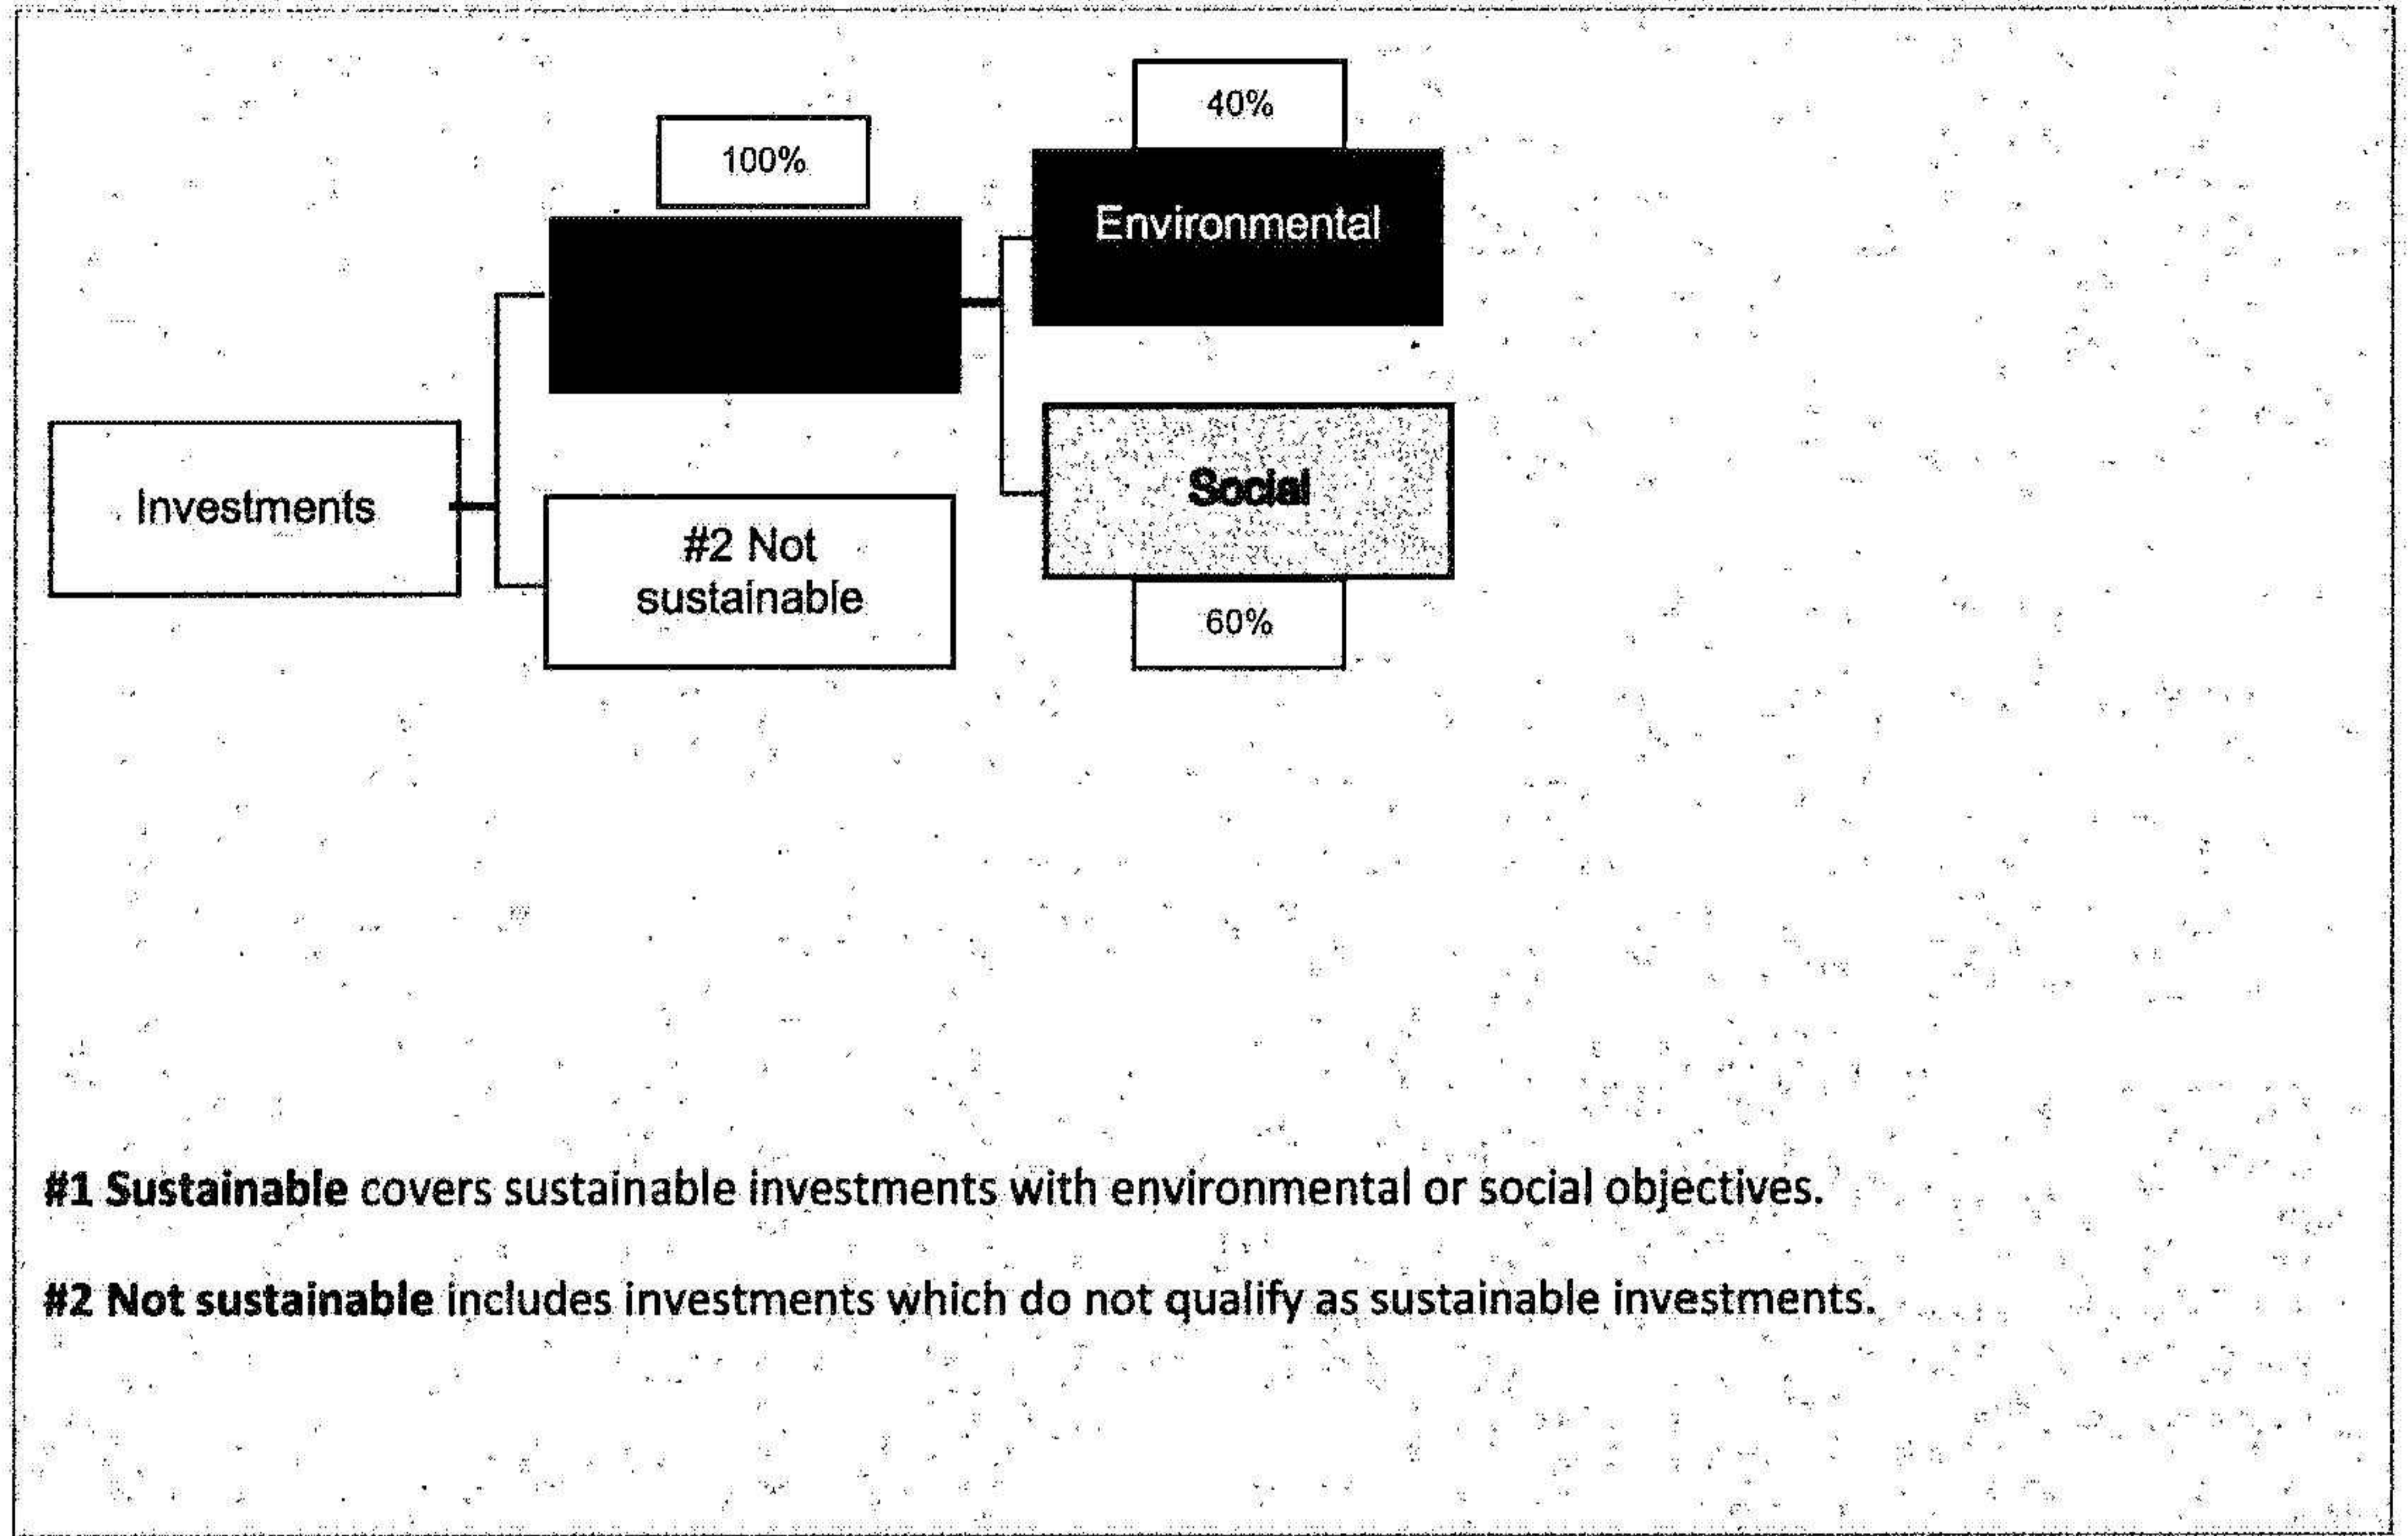 40%
100%
Environmental
Social
Investments
#2 Not
sustainable
60%
#1 Sustainable covers sustainable investments with environmental or social objectives.
#2 Not sustainable includes investments which do not qualify as sustainable investments.